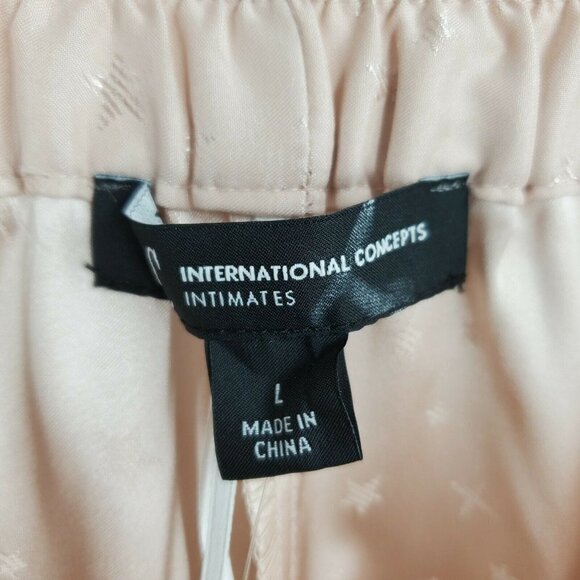 INTERNATIONAL CONCEPTS
INTIMATES
L
MADE IN
CHINA